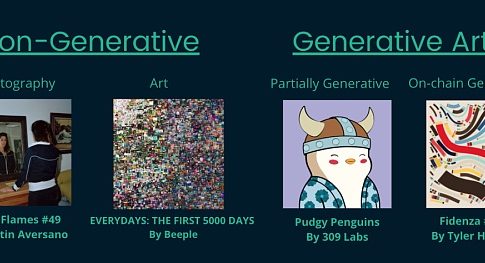 on-Generative
Generative Art
tography
Art
Partially Generative
On-chain Ge
Flames #49
tin Aversano
EVERYDAYS: THE FIRST 5000 DAYS
By Beeple
Pudgy Penguins
By 309 Labs
Fidenza #
By Tyler H